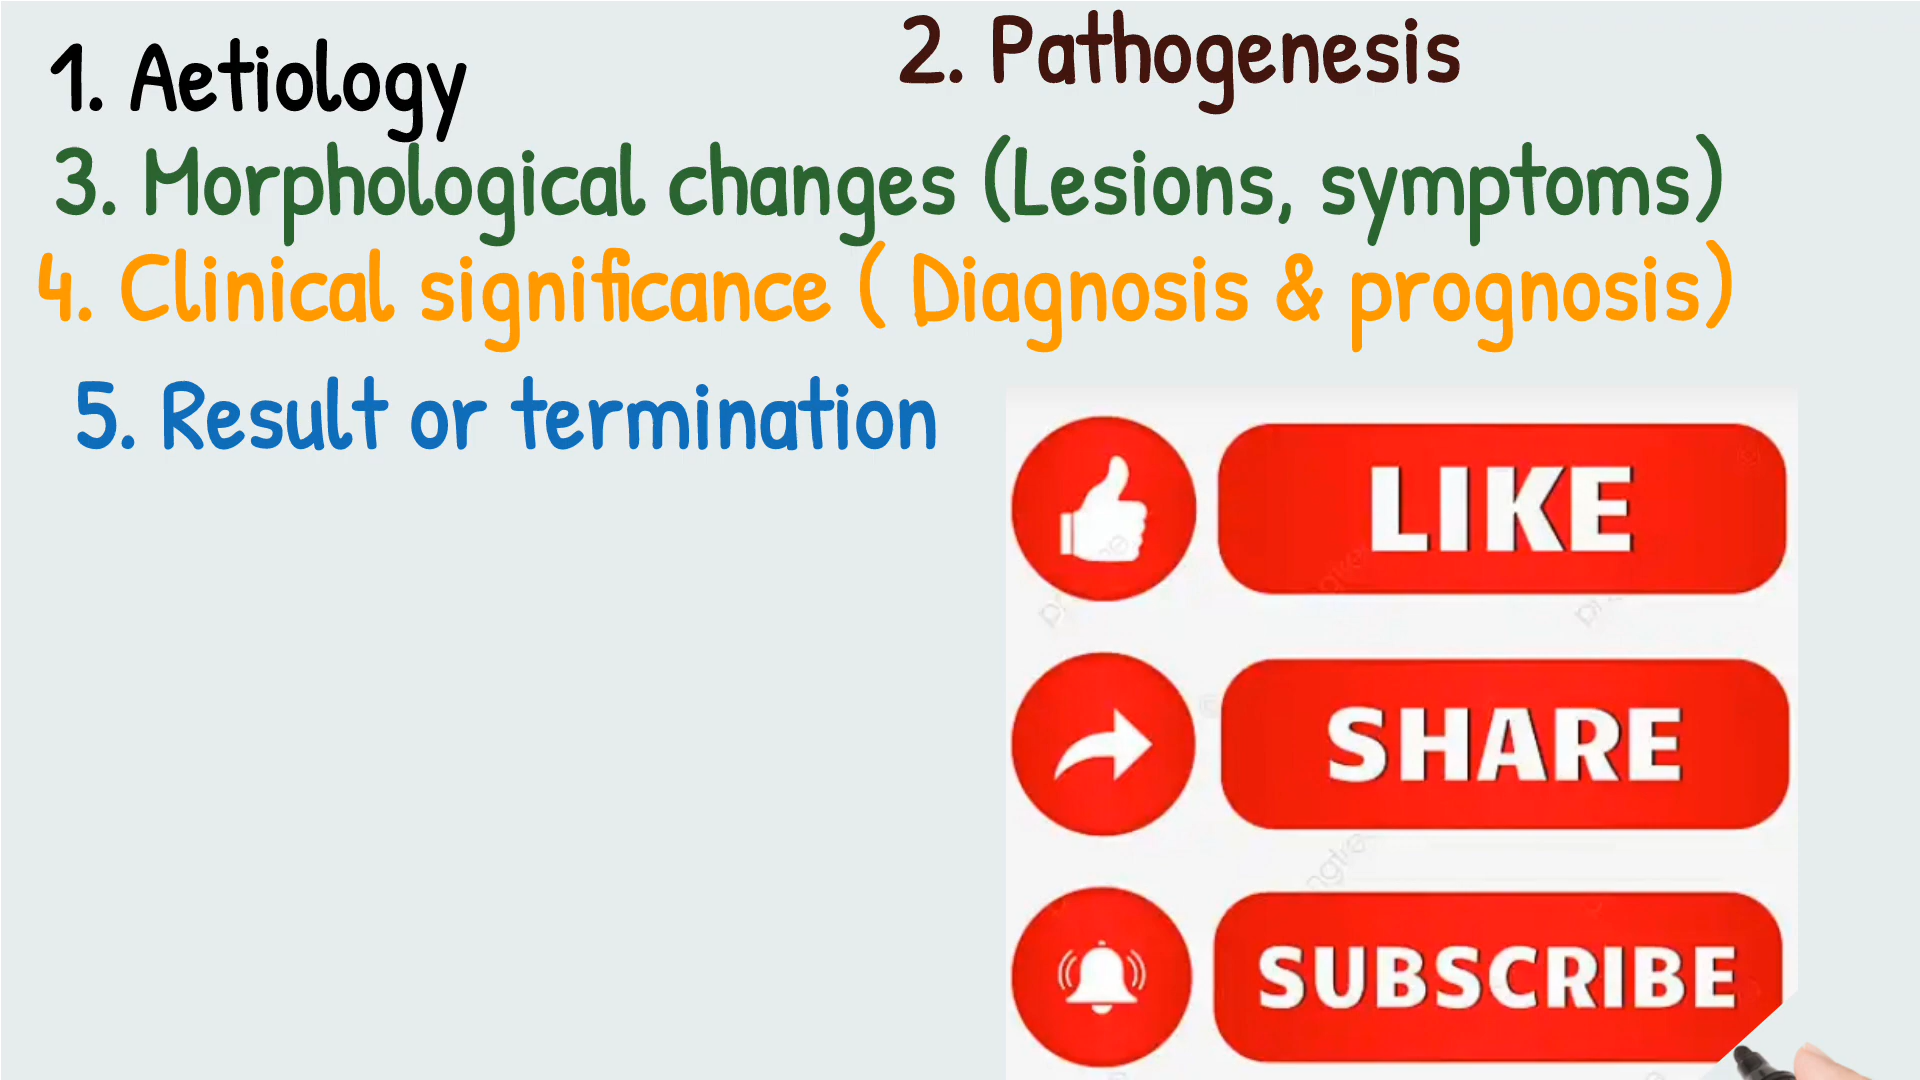 1. Aetiology
2. Pathogenesis
3. Morphological changes (Lesions, symptoms)
4. Clinical significance ( Diagnosis & prognosis)
5. Result or termination
LIKE
SHARE
SUBSCRIBE